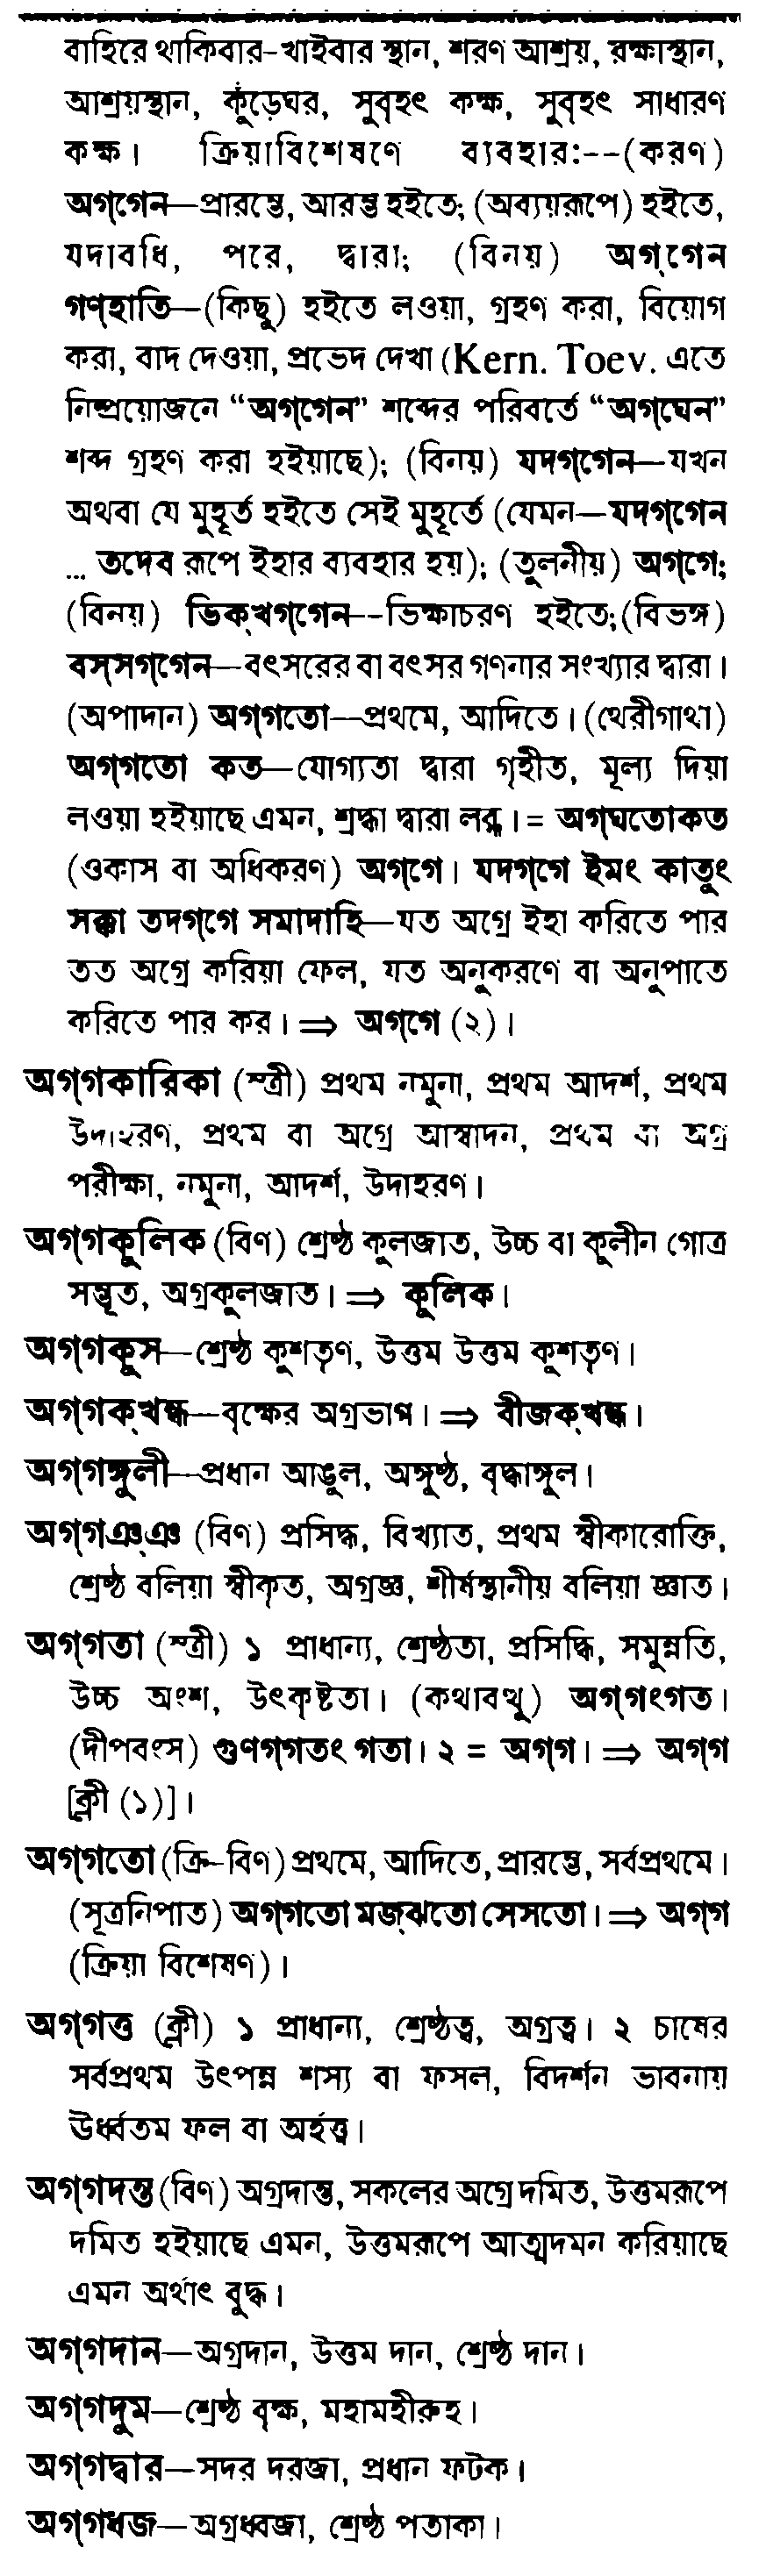 বাহিরে থাকিবার-খাইবার স্থান, শরণ আশ্রয়, রক্ষাস্থান,
আশ্রয়স্থান, কুঁড়েঘর, সুবৃহৎ কক্ষ, সুবৃহৎ সাধারণ
কক্ষ। ক্রিয়াবিশেষণে ব্যবহার:--(করণ)
অগ্‌গেন—প্রারম্ভে, আরম্ভ হইতে; (অব্যয়রূপে) হইতে,
যদাবধি, পরে, দ্বারা; (বিনয়) অগ্‌গেন
গণ্‌হাতি—(কিছু) হইতে লওয়া, গ্রহণ করা, বিয়োগ
করা, বাদ দেওয়া, প্রভেদ দেখা (Kern. Toev. এতে
নিষ্প্রয়োজনে “অগ্‌গেন” শব্দের পরিবর্তে “অগ্‌ঘেন”
শব্দ গ্রহণ করা হইয়াছে); (বিনয়) যদগ্‌গেন—যখন
অথবা যে মুহূর্ত হইতে সেই মুহূর্তে (যেমন—যদগ্‌গেন
... তদেব রূপে ইহার ব্যবহার হয়); (তুলনীয়) অগ্‌গে;
(বিনয়) ভিক্‌খগ্‌গেন--ভিক্ষাচরণ হইতে;(বিভঙ্গ)
বস্‌সগ্‌গেন—বৎসরের বা বৎসর গণনার সংখ্যার দ্বারা।
(অপাদান) অগ্‌গতো—প্রথমে, আদিতে। (থেরীগাথা)
অগ্‌গতো কত—যোগ্যতা দ্বারা গৃহীত, মূল্য দিয়া
লওয়া হইয়াছে এমন, শ্রদ্ধা দ্বারা লব্ধ। = অগ্‌ঘতোকত
(ওকাস বা অধিকরণ) অগ্‌গে। যদগ্‌গে ইমং কাতুং
সক্কা তদগ্‌গে সমাদাহি—যত অগ্রে ইহা করিতে পার
তত অগ্রে করিয়া ফেল, যত অনুকরণে বা অনুপাতে
করিতে পার কর। ⇒ অগ্‌গে (২)।
অগ্‌গকারিকা (স্ত্রী) প্রথম নমুনা, প্রথম আদর্শ, প্রথম
উদাহরণ, প্রথম বা অগ্রে আস্বাদন, প্রথম বা অগ্র
পরীক্ষা, নমুনা, আদর্শ, উদাহরণ।
অগ্‌গকুলিক (বিণ) শ্রেষ্ঠ কুলজাত, উচ্চ বা কুলীন গোত্র
সম্ভূত, অগ্রকুলজাত। ⇒ কুলিক।
অগ্‌গকুস—শ্রেষ্ঠ কুশতৃণ, উত্তম উত্তম কুশতৃণ।
অগ্‌গক্‌খন্ধ—বৃক্ষের অগ্রভাগ। ⇒ বীজক্‌খন্ধ।
অগ্‌গঙ্গুলী—প্রধান আঙুল, অঙ্গুষ্ঠ, বৃদ্ধাঙ্গুল।
অগ্‌গঞ্‌ঞ (বিণ) প্রসিদ্ধ, বিখ্যাত, প্রথম স্বীকারোক্তি,
শ্রেষ্ঠ বলিয়া স্বীকৃত, অগ্রজ্ঞ, শীর্ষস্থানীয় বলিয়া জ্ঞাত।
অগ্‌গতা (স্ত্রী) ১ প্রাধান্য, শ্রেষ্ঠতা, প্রসিদ্ধি, সমুন্নতি,
উচ্চ অংশ, উৎকৃষ্টতা। (কথাবত্থু) অগ্‌গংগত।
(দীপবংস) গুণগ্‌গতং গতা। ২ = অগ্‌গ। ⇒ অগ্‌গ
[ক্লী (১)]।
অগ্‌গতো (ক্রি-বিণ) প্রথমে, আদিতে, প্রারম্ভে, সর্বপ্রথমে।
(সূত্রনিপাত) অগ্‌গতো মজ্‌ঝতো সেসতো। ⇒ অগ্‌গ
(ক্রিয়া বিশেষণ)।
অগ্‌গত্ত (ক্লী) ১ প্রাধান্য, শ্রেষ্ঠত্ব, অগ্রত্ব। ২ চাষের
সর্বপ্রথম উৎপন্ন শস্য বা ফসল, বিদর্শন ভাবনায়
ঊর্ধ্বতম ফল বা অর্হত্ত্ব।
অগ্‌গদন্ত (বিণ) অগ্রদান্ত, সকলের অগ্রে দমিত, উত্তমরূপে
দমিত হইয়াছে এমন, উত্তমরূপে আত্মদমন করিয়াছে
এমন অর্থাৎ বুদ্ধ।
অগ্‌গদান—অগ্রদান, উত্তম দান, শ্রেষ্ঠ দান।
অগ্‌গদুম—শ্রেষ্ঠ বৃক্ষ, মহামহীরুহ।
অগ্‌গদ্বার—সদর দরজা, প্রধান ফটক।
অগ্‌গধজ—অগ্রধ্বজা, শ্রেষ্ঠ পতাকা।